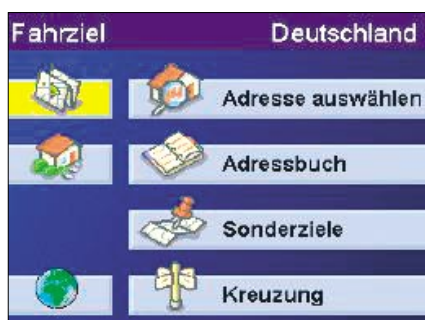 Fahrziel Deutschland
Adresse auswählen
Adressbuch
Sonderziele
Kreuzung